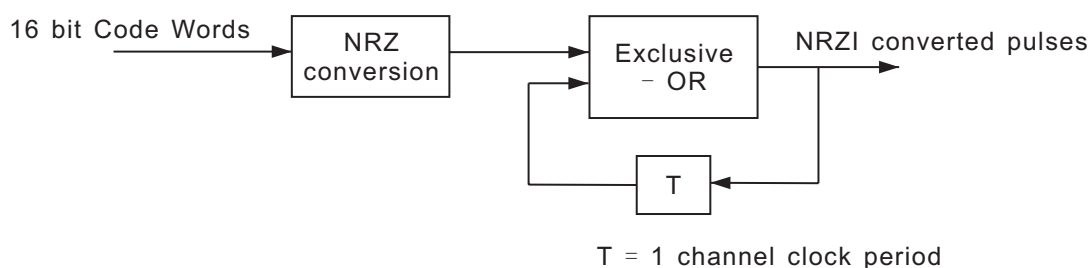 16 bit Code Words
NRZ
conversion
Exclusive
– OR
NRZI converted pulses
T
T = 1 channel clock period